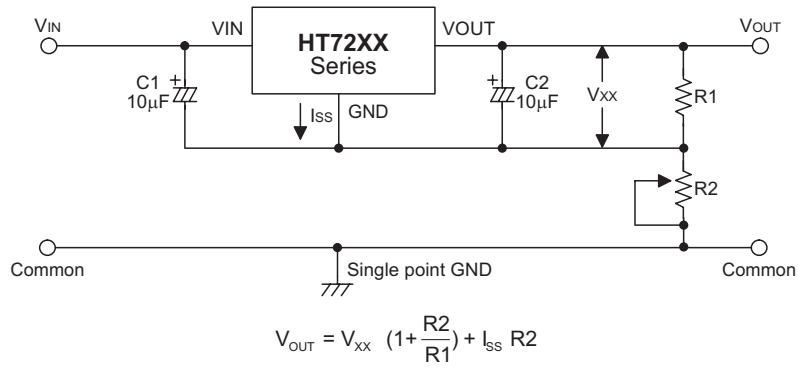 VIN
VIN
HT72XX
Series
VOUT
VOUT
C1
10μF
+
ISS
GND
+
C2
10μF
VXX
R1
R2
Common
Single point GND
Common
VOUT = VXX (1+R2/R1) + ISS R2